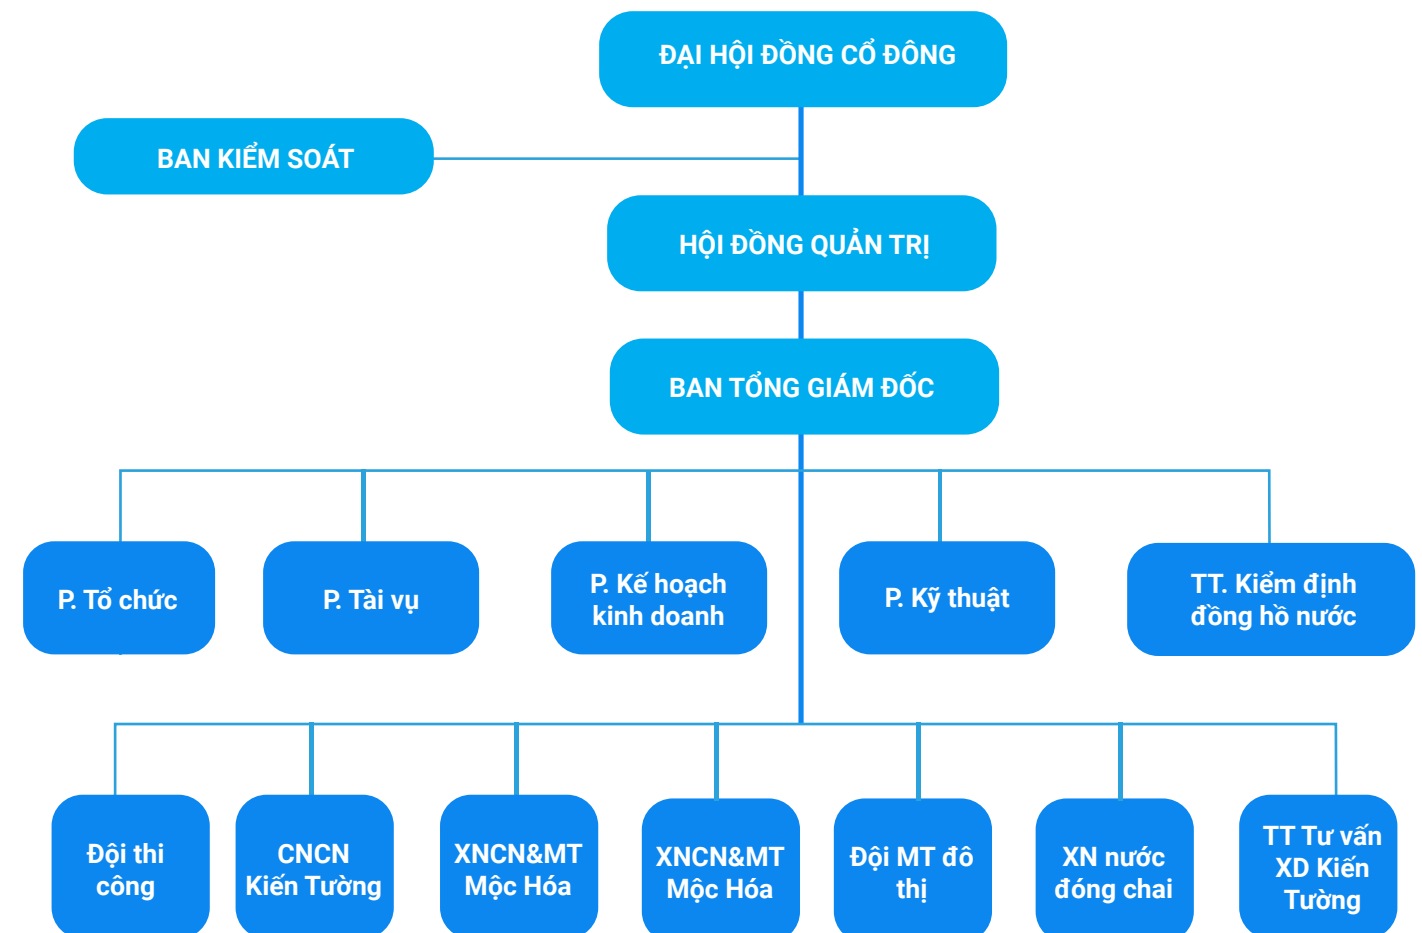 ĐẠI HỘI ĐỒNG CỔ ĐÔNG
BAN KIỂM SOÁT
HỘI ĐỒNG QUẢN TRỊ
BAN TỔNG GIÁM ĐỐC
P. Tổ chức
P. Tài vụ
P. Kế hoạch
kinh doanh
P. Kỹ thuật
TT. Kiểm định
đồng hồ nước
Đội thi
công
CNCN
Kiến Tường
XNCN&MT
Mộc Hóa
XNCN&MT
Mộc Hóa
Đội MT đô
thị
XN nước
đóng chai
TT Tư vấn
XD Kiến
Tường